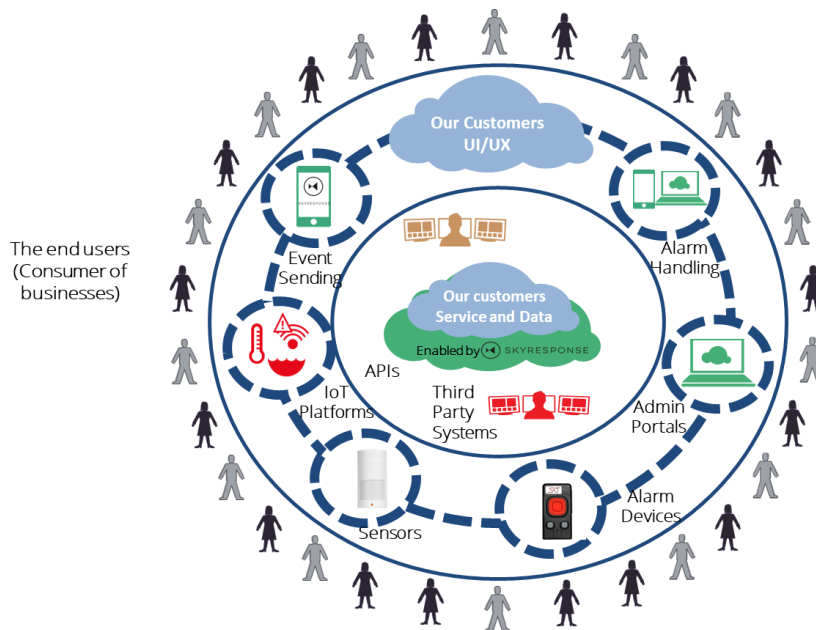 Our Customers
UI/UX
SKYRESPONSE
Event
Sending
Alarm
Handling
The end users
(Consumer of
businesses)
Our customers
Service and Data
Enabled by SKYRESPONSE
APIs
IoT
Platforms
Third
Party
Systems
Admin
Portals
Sensors
Alarm
Devices